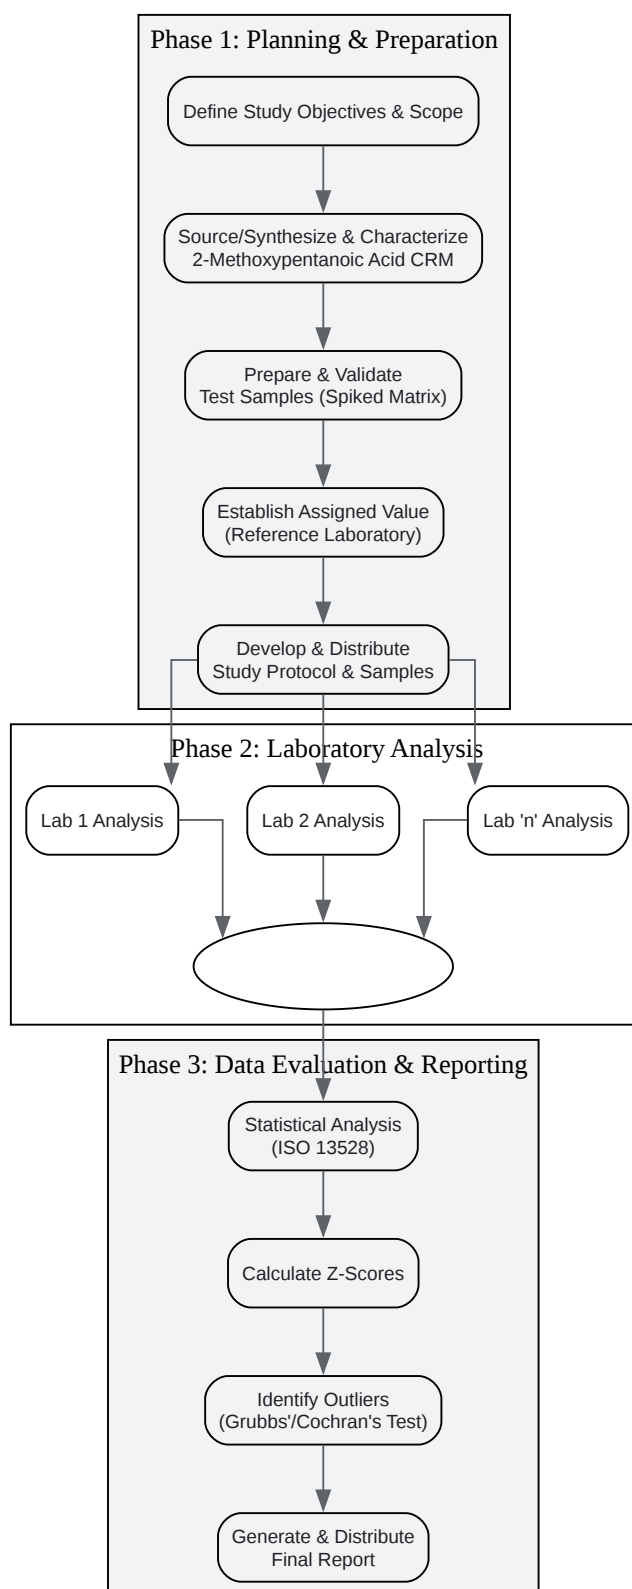 Phase 1: Planning & Preparation
Define Study Objectives & Scope
Source/Synthesize & Characterize
2-Methoxypentanoic Acid CRM
Prepare & Validate
Test Samples (Spiked Matrix)
Establish Assigned Value
(Reference Laboratory)
Develop & Distribute
Study Protocol & Samples
Phase 2: Laboratory Analysis
Lab 1 Analysis
Lab 2 Analysis
Lab 'n' Analysis
Phase 3: Data Evaluation & Reporting
Statistical Analysis
(ISO 13528)
Calculate Z-Scores
Identify Outliers
(Grubbs'/Cochran's Test)
Generate & Distribute
Final Report